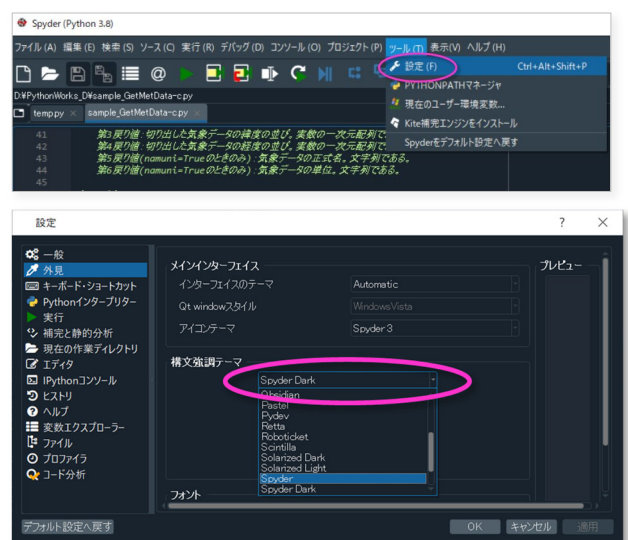 Spyder (Python 3.8)
ファイル (A) 編集 (E) 検索 (S) ソース (C) 実行 (R) デバッグ (D) コンソール (O) プロジェクト (P) ツール (T) 表示(V) ヘルプ (H)
設定 (F) Ctrl+Alt+Shift+P
PYTHONPATHマネージャ
現在のユーザー環境変数...
Kite補完エンジンをインストール
Spyderをデフォルト設定へ戻す
D:¥PythonWorks_D¥sample_GetMetData-c.py
temp.py × sample_GetMetData-c.py ×
41 第3戻り値:切り出した気象データの緯度の並び。実数の一次元配列で
42 第4戻り値:切り出した気象データの経度の並び。実数の一次元配列で
43 第5戻り値(namuni=Trueのときのみ):気象データの正式名。文字列である。
44 第6戻り値(namuni=Trueのときのみ):気象データの単位。文字列である。
45
設定 ? ×
一般
外見
キーボード・ショートカット
Pythonインタープリター
実行
補完と静的分析
現在の作業ディレクトリ
エディタ
IPythonコンソール
ヒストリ
ヘルプ
変数エクスプローラー
ファイル
プロファイラ
コード分析
メインインターフェイス
インターフェイスのテーマ Automatic
Qt windowスタイル WindowsVista
アイコンテーマ Spyder 3
構文強調テーマ
Spyder Dark
Obsidian
Pastel
Pydev
Retta
Roboticket
Scintilla
Solarized Dark
Solarized Light
Spyder
Spyder Dark
フォント
プレビュー
デフォルト設定へ戻す OK キャンセル 適用